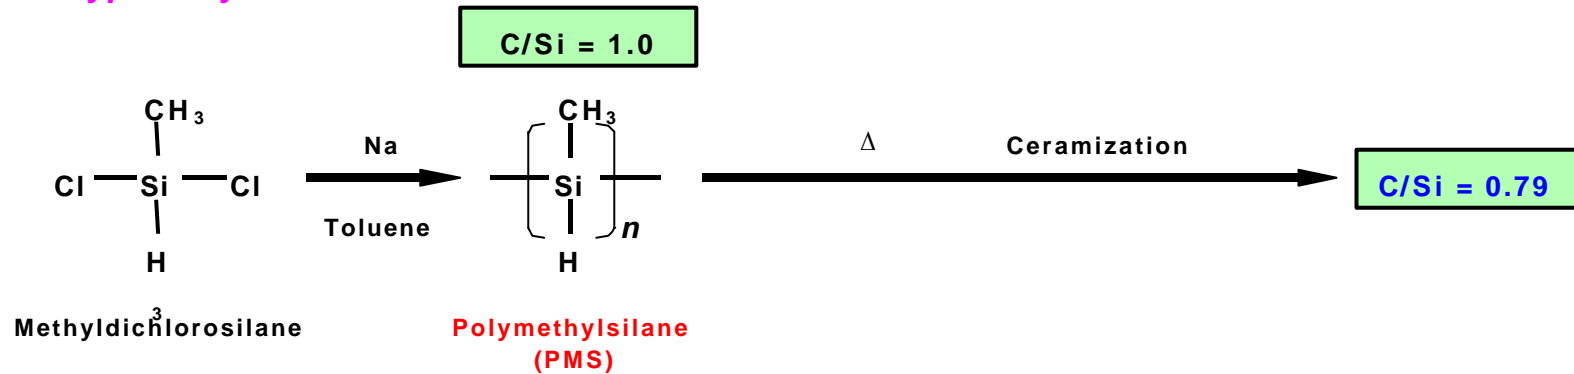 C/Si = 1.0
CH3
CH3
Na
Δ
Ceramization
Cl
Si
Cl
Si
C/Si = 0.79
Toluene
n
H
H
3
Methyldichlorosilane
Polymethylsilane
(PMS)